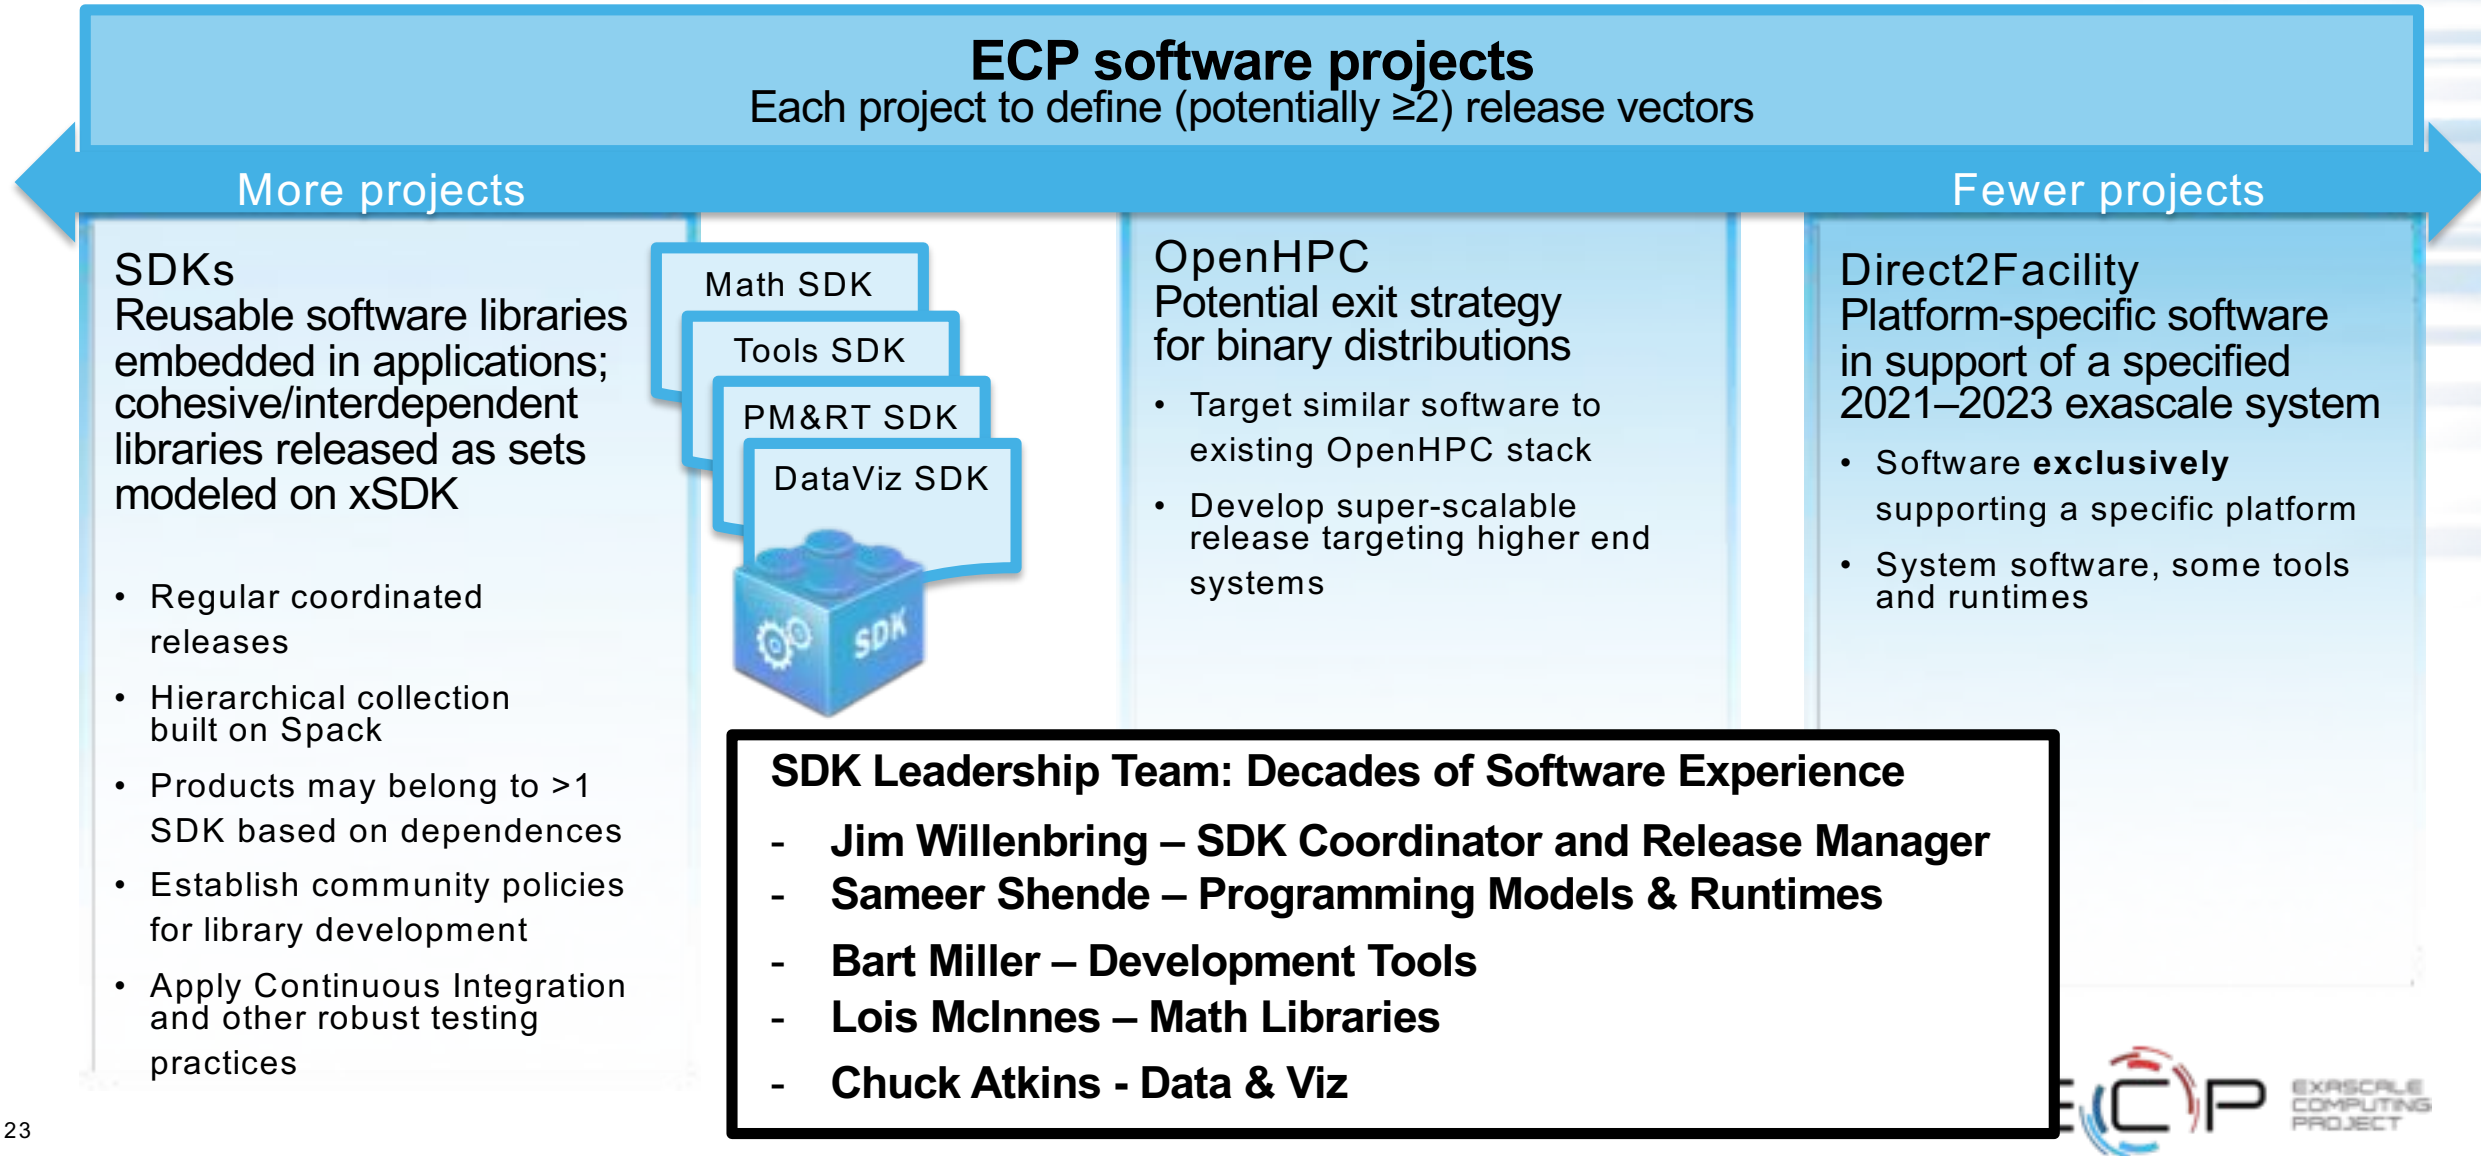 ECP software projects
Each project to define (potentially ≥2) release vectors
More projects
Fewer projects
SDKs
Reusable software libraries
embedded in applications;
cohesive/interdependent
libraries released as sets
modeled on xSDK
• Regular coordinated
releases
• Hierarchical collection
built on Spack
• Products may belong to >1
SDK based on dependences
• Establish community policies
for library development
• Apply Continuous Integration
and other robust testing
practices
Math SDK
Tools SDK
PM&RT SDK
DataViz SDK
SDK
OpenHPC
Potential exit strategy
for binary distributions
• Target similar software to
existing OpenHPC stack
• Develop super-scalable
release targeting higher end
systems
Direct2Facility
Platform-specific software
in support of a specified
2021–2023 exascale system
• Software exclusively
supporting a specific platform
• System software, some tools
and runtimes
SDK Leadership Team: Decades of Software Experience
- Jim Willenbring – SDK Coordinator and Release Manager
- Sameer Shende – Programming Models & Runtimes
- Bart Miller – Development Tools
- Lois McInnes – Math Libraries
- Chuck Atkins - Data & Viz
ECP
EXASCALE
COMPUTING
PROJECT
23